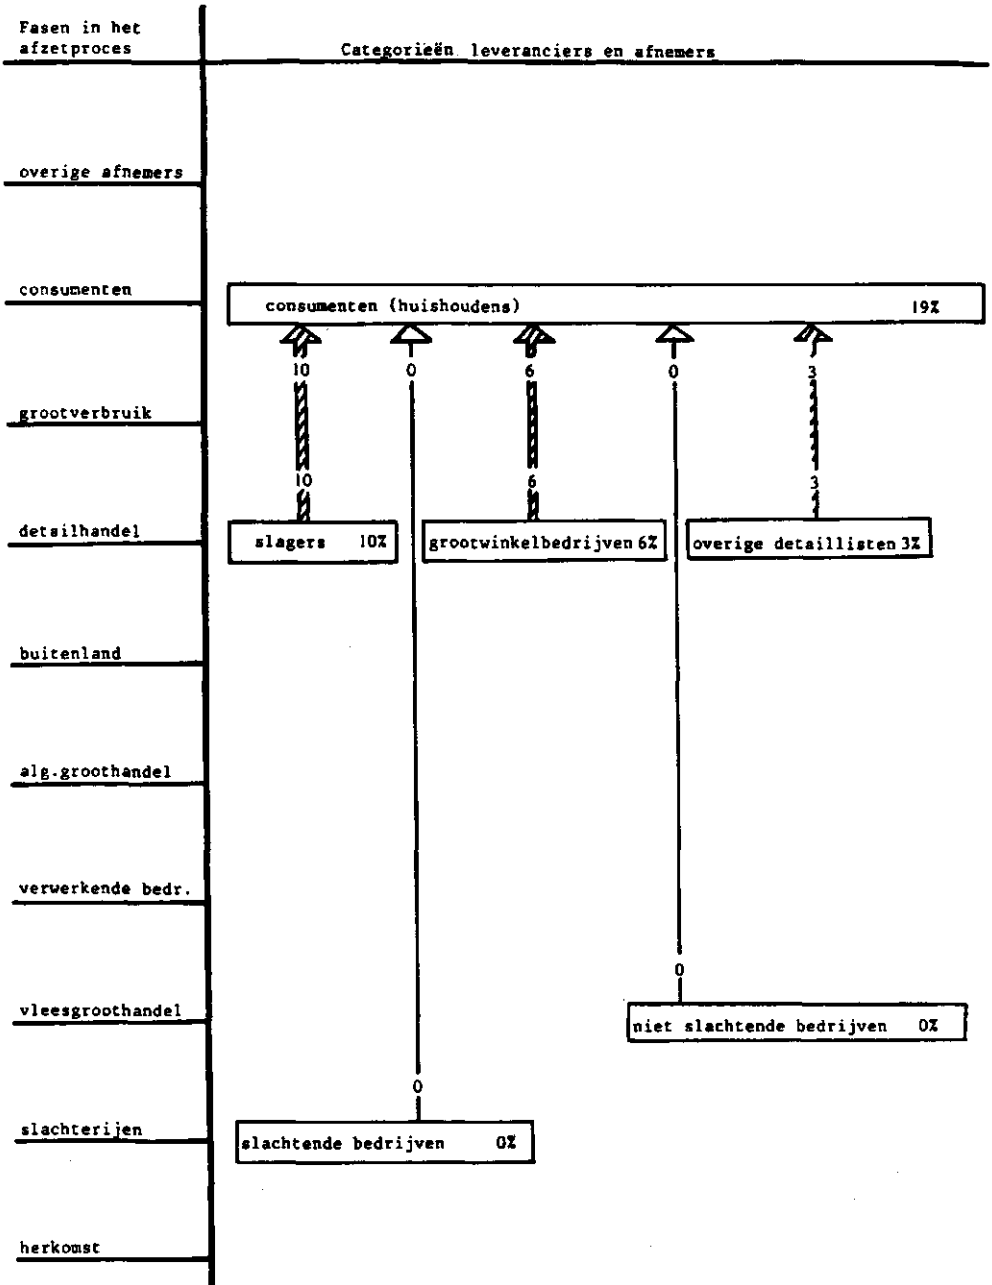 Fasen in het
afzetproces
Categorieën leveranciers en afnemers
overige afnemers
consumenten
consumenten (huishoudens) 19%
10 0 6 0 3
grootverbruik
10 6 3
detailhandel
slagers 10%
grootwinkelbedrijven 6%
overige detaillisten 3%
buitenland
alg.groothandel
verwerkende bedr.
0
vleesgroothandel
niet slachtende bedrijven 0%
0
slachterijen
slachtende bedrijven 0%
herkomst